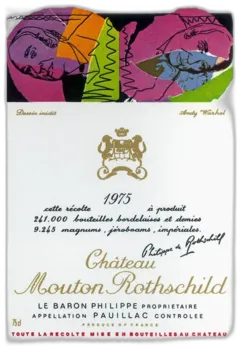 Dessin inédit
Andy Warhol
1975
cette récolte à produit
241.000 bouteilles bordelaises et demies
9.245 magnums, jéroboams, impériales.
Philippe de Rothschild
Château
Mouton Rothschild
LE BARON PHILIPPE PROPRIETAIRE
APPELLATION PAUILLAC CONTROLEE
PRODUCE OF FRANCE
75cl
TOUTE LA RÉCOLTE MISE EN BOUTEILLES AU CHATEAU